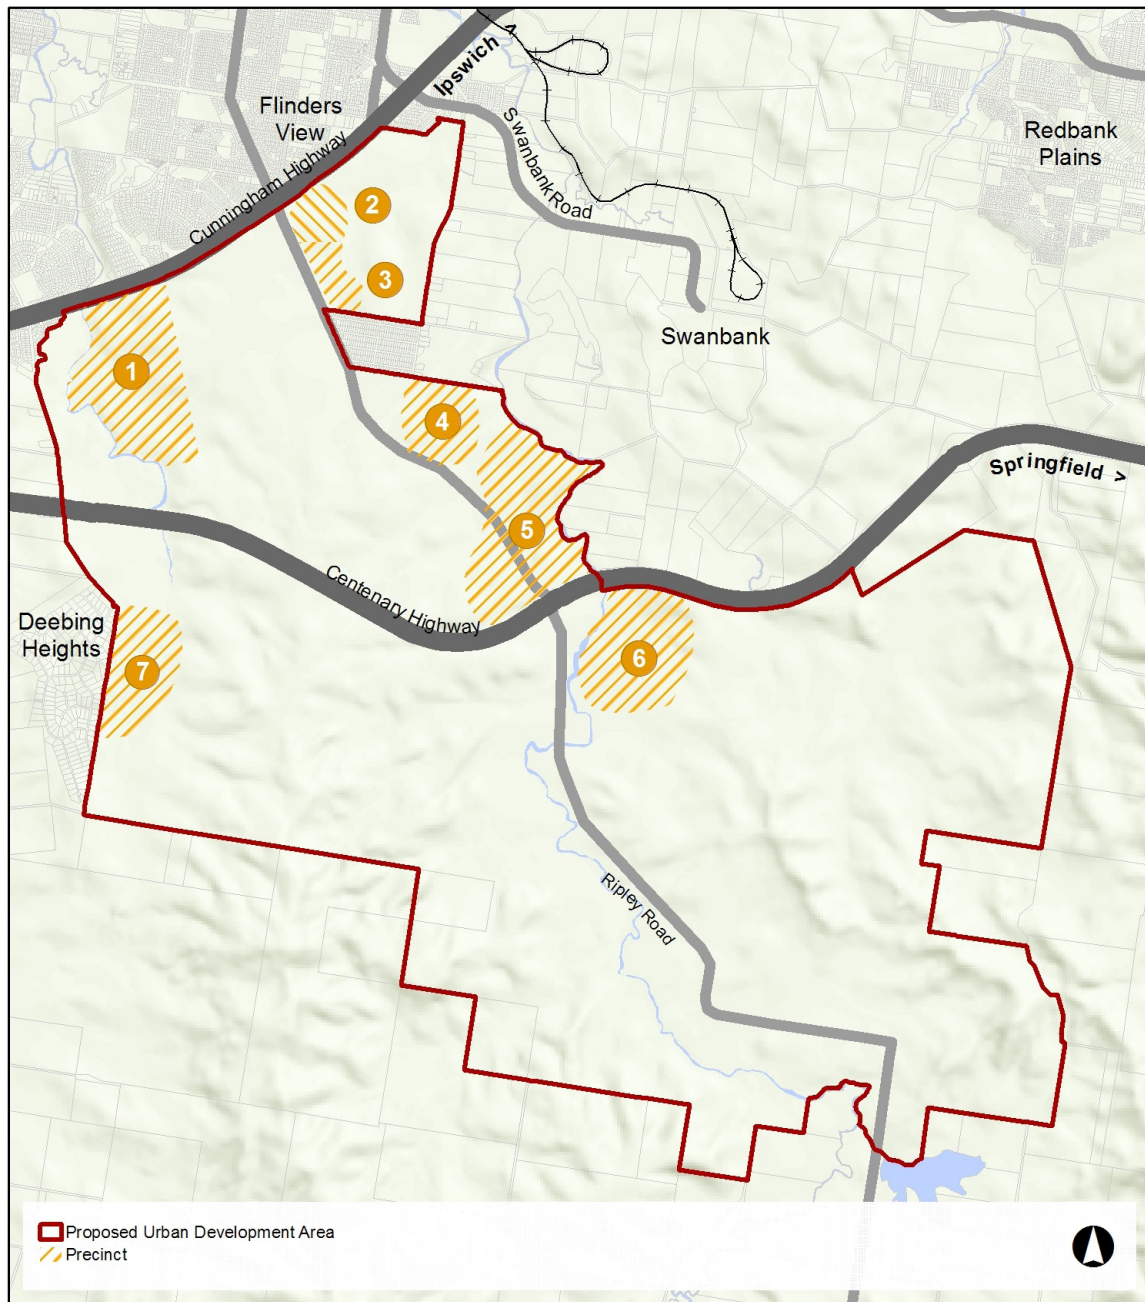 Ipswich >
Flinders
View
Redbank
Plains
Cunningham Highway
Swanbank Road
2
3
Swanbank
1
4
Springfield >
5
Centenary Highway
Deebing
Heights
6
7
Ripley Road
Proposed Urban Development Area
Precinct